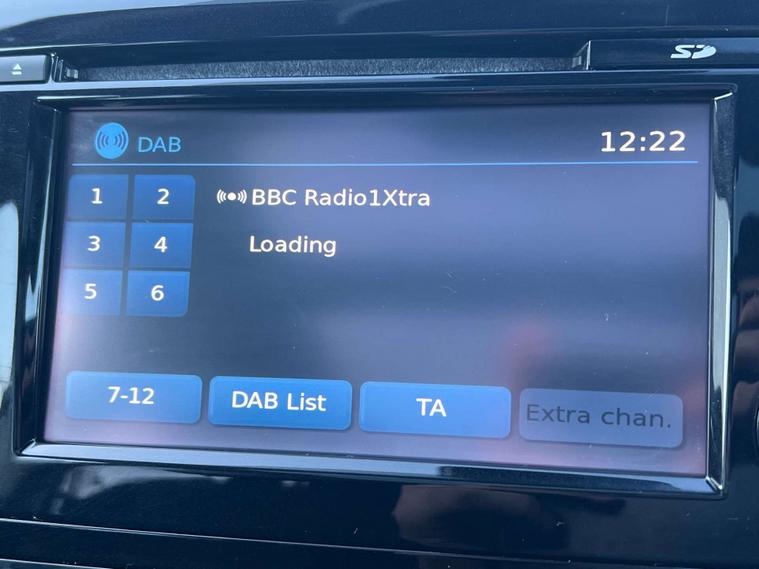 SD
DAB 12:22
1 2 BBC Radio1Xtra
3 4 Loading
5 6
7-12 DAB List TA Extra chan.